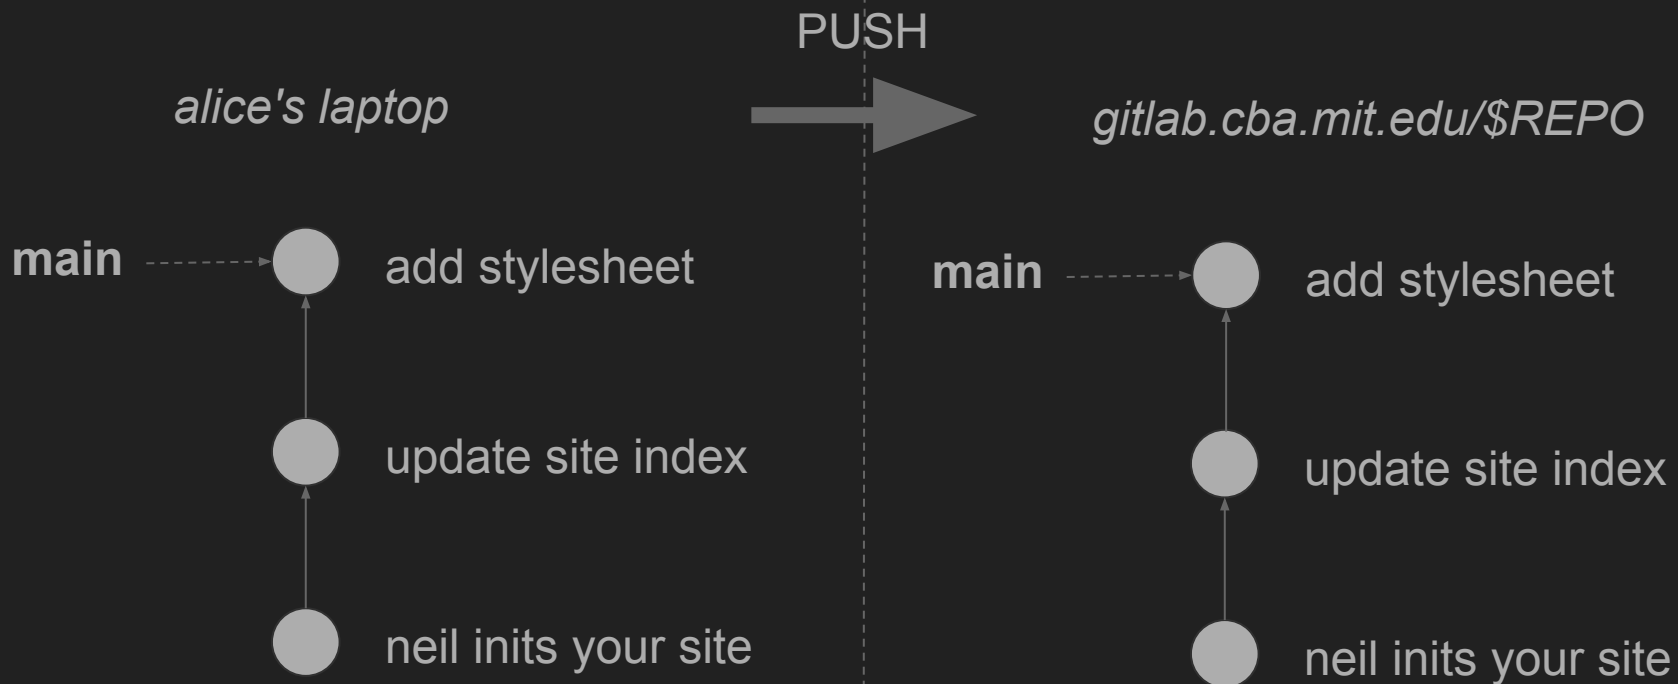 PUSH
alice's laptop
gitlab.cba.mit.edu/$REPO
main
add stylesheet
update site index
neil inits your site
main
add stylesheet
update site index
neil inits your site